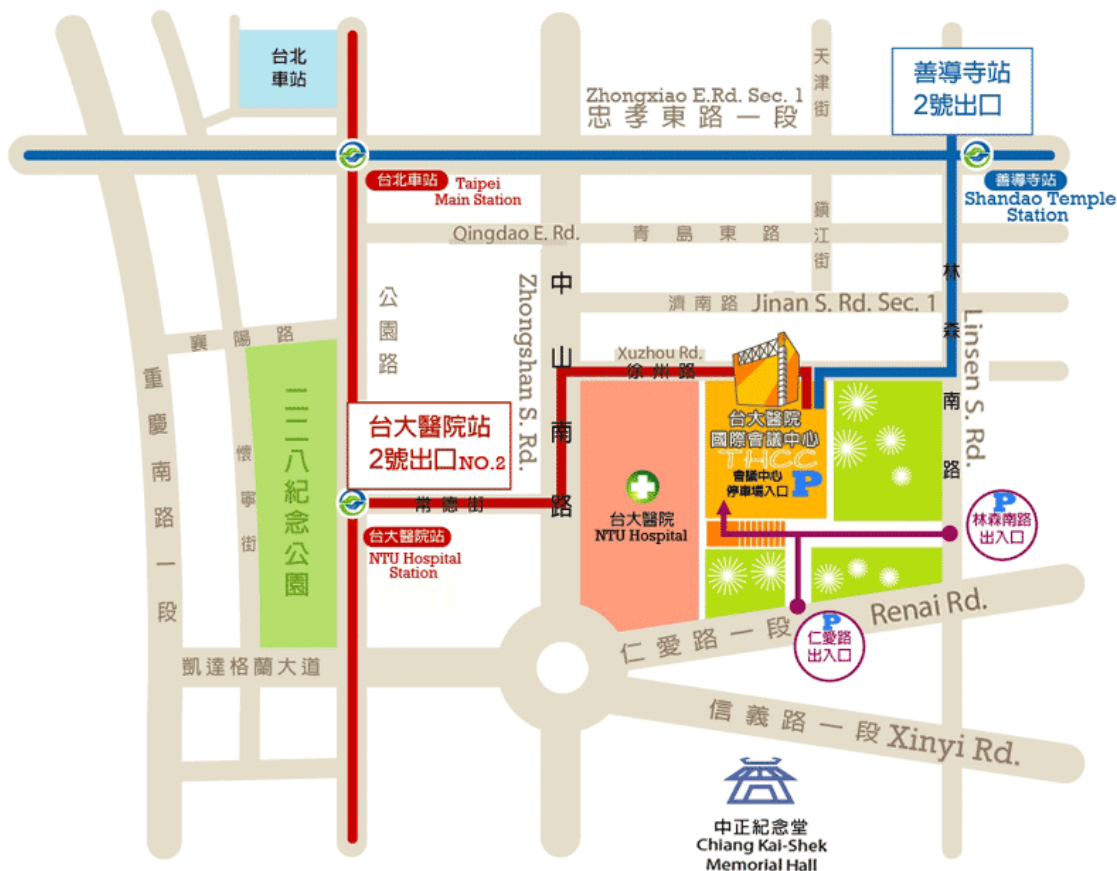 台北
車站
天津街
善導寺站
2號出口
Zhongxiao E.Rd. Sec. 1
忠孝東路一段
台北車站
Taipei
Main Station
善導寺站
Shandao Temple
Station
Qingdao E. Rd.
青島東路
鎮江街
公園路
中山南路
Zhongshan S. Rd.
濟南路
Jinan S. Rd. Sec. 1
林森南路
Linsen S. Rd.
襄陽路
Xuzhou Rd.
徐州路
重慶南路一段
二二八紀念公園
懷寧街
台大醫院站
2號出口NO.2
常德街
台大醫院
國際會議中心
THCC
會議中心
停車場入口
P
台大醫院
NTU Hospital
P
林森南路
出入口
台大醫院站
NTU Hospital
Station
P
仁愛路
出入口
仁愛路一段
Renai Rd.
凱達格蘭大道
信義路一段
Xinyi Rd.
中正紀念堂
Chiang Kai-Shek
Memorial Hall